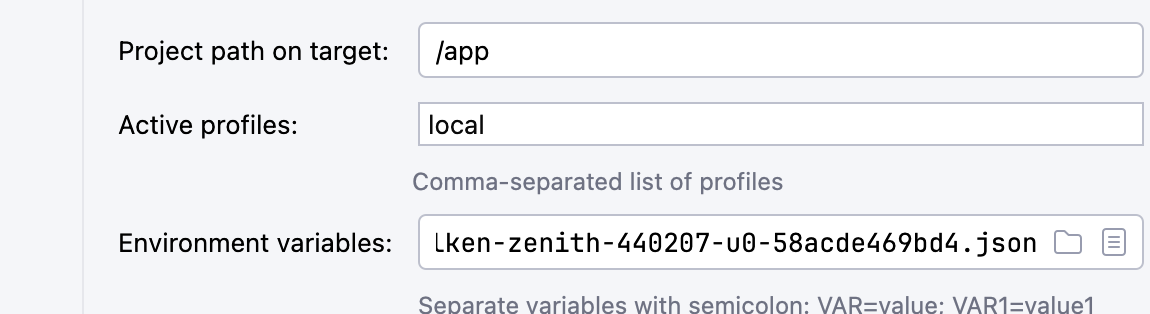 Project path on target: /app
Active profiles: local
Comma-separated list of profiles
Environment variables: lken-zenith-440207-u0-58acde469bd4.json
Separate variables with semicolon: VAR=value; VAR1=value1